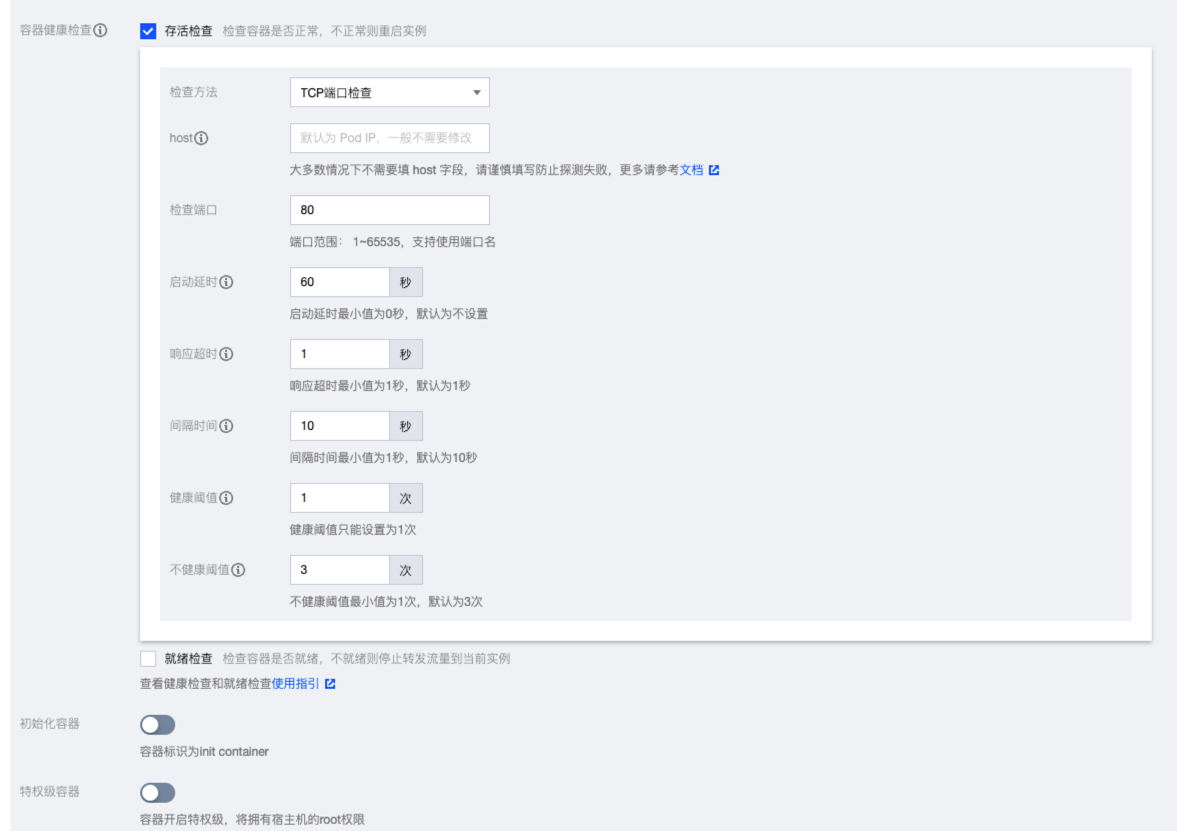 容器健康检查 存活检查 检查容器是否正常，不正常则重启实例
检查方法 TCP端口检查
host 默认为 Pod IP，一般不需要修改
大多数情况下不需要填 host 字段，请谨慎填写防止探测失败，更多请参考文档
检查端口 80
端口范围： 1~65535，支持使用端口名
启动延时 60 秒
启动延时最小值为0秒，默认为不设置
响应超时 1 秒
响应超时最小值为1秒，默认为1秒
间隔时间 10 秒
间隔时间最小值为1秒，默认为10秒
健康阈值 1 次
健康阈值只能设置为1次
不健康阈值 3 次
不健康阈值最小值为1次，默认为3次
就绪检查 检查容器是否就绪，不就绪则停止转发流量到当前实例
查看健康检查和就绪检查使用指引
初始化容器
容器标识为init container
特权级容器
容器开启特权级，将拥有宿主机的root权限